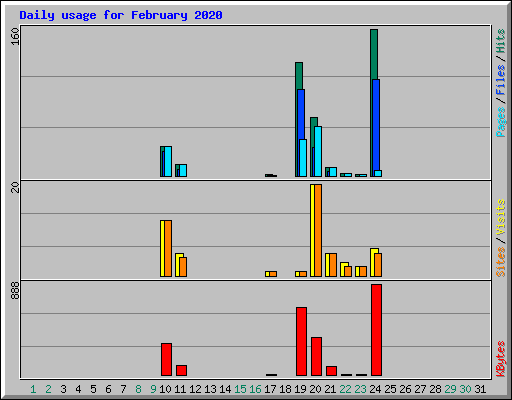 Daily usage for February 2020
160
Pages / Files / Hits
20
Sites / Visits
888
KBytes
1 2 3 4 5 6 7 8 9 10 11 12 13 14 15 16 17 18 19 20 21 22 23 24 25 26 27 28 29 30 31